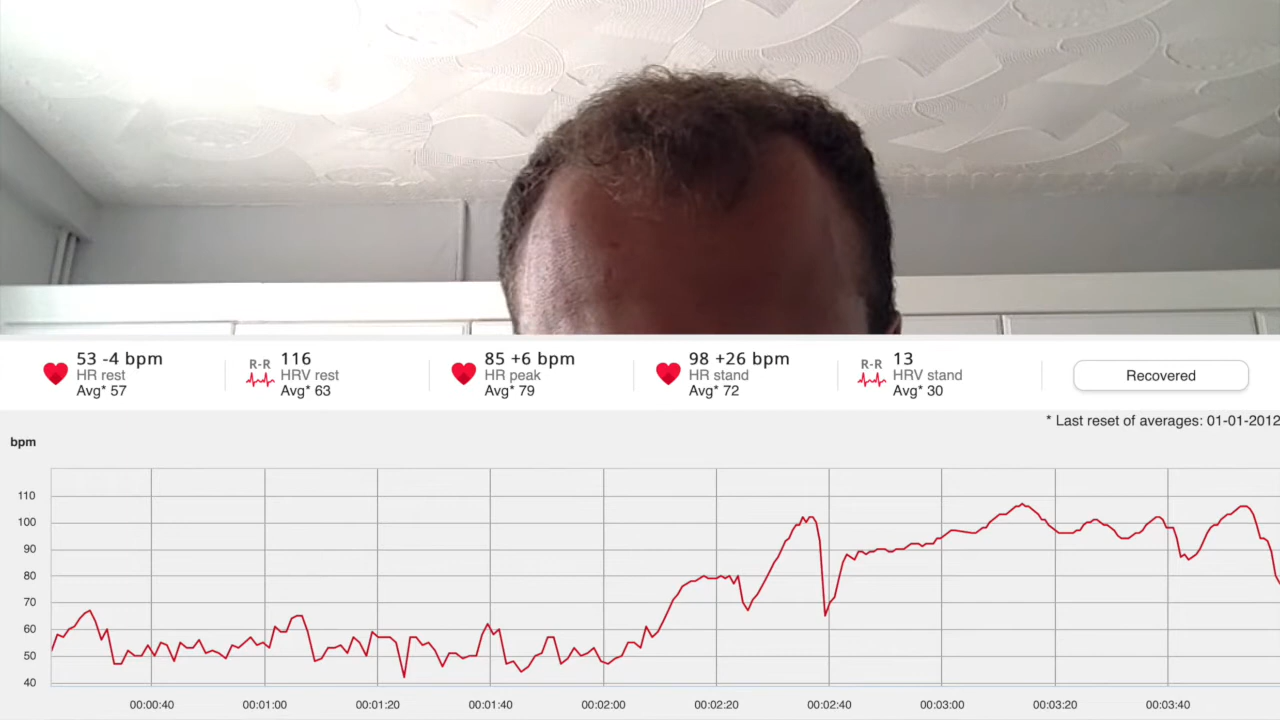 53 -4 bpm
HR rest
Avg* 57
R-R
116
HRV rest
Avg* 63
85 +6 bpm
HR peak
Avg* 79
98 +26 bpm
HR stand
Avg* 72
R-R
13
HRV stand
Avg* 30
Recovered
* Last reset of averages: 01-01-2012
bpm
110
100
90
80
70
60
50
40
00:00:40 00:01:00 00:01:20 00:01:40 00:02:00 00:02:20 00:02:40 00:03:00 00:03:20 00:03:40